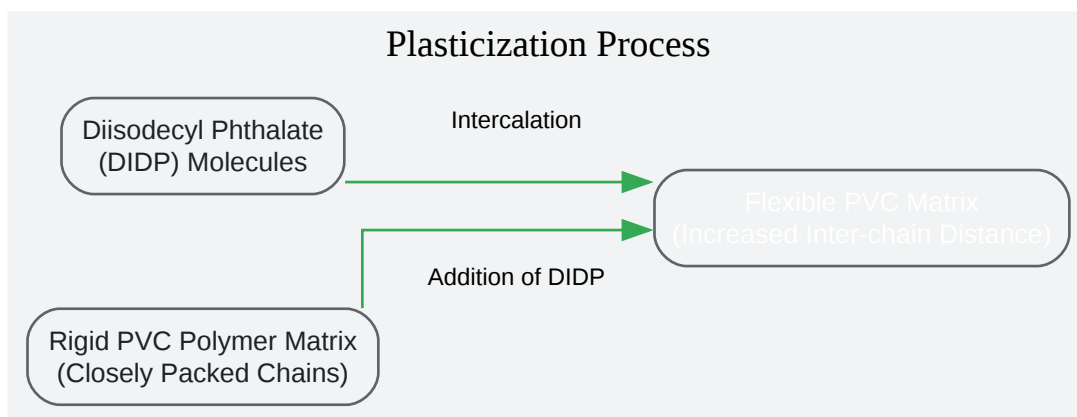 Plasticization Process
Diisodecyl Phthalate
(DIDP) Molecules
Intercalation
Flexible PVC Matrix
(Increased Inter-chain Distance)
Addition of DIDP
Rigid PVC Polymer Matrix
(Closely Packed Chains)